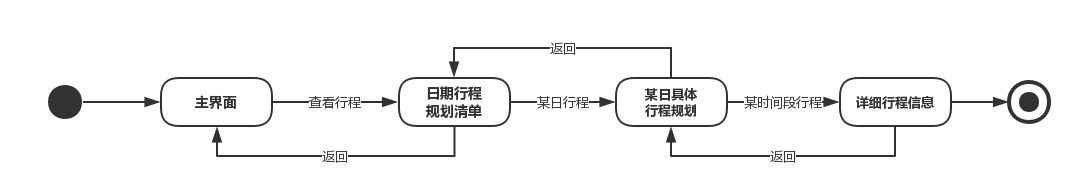 返回
主界面
查看行程
日期行程
规划清单
某日行程
某日具体
行程规划
某时间段行程
详细行程信息
返回
返回